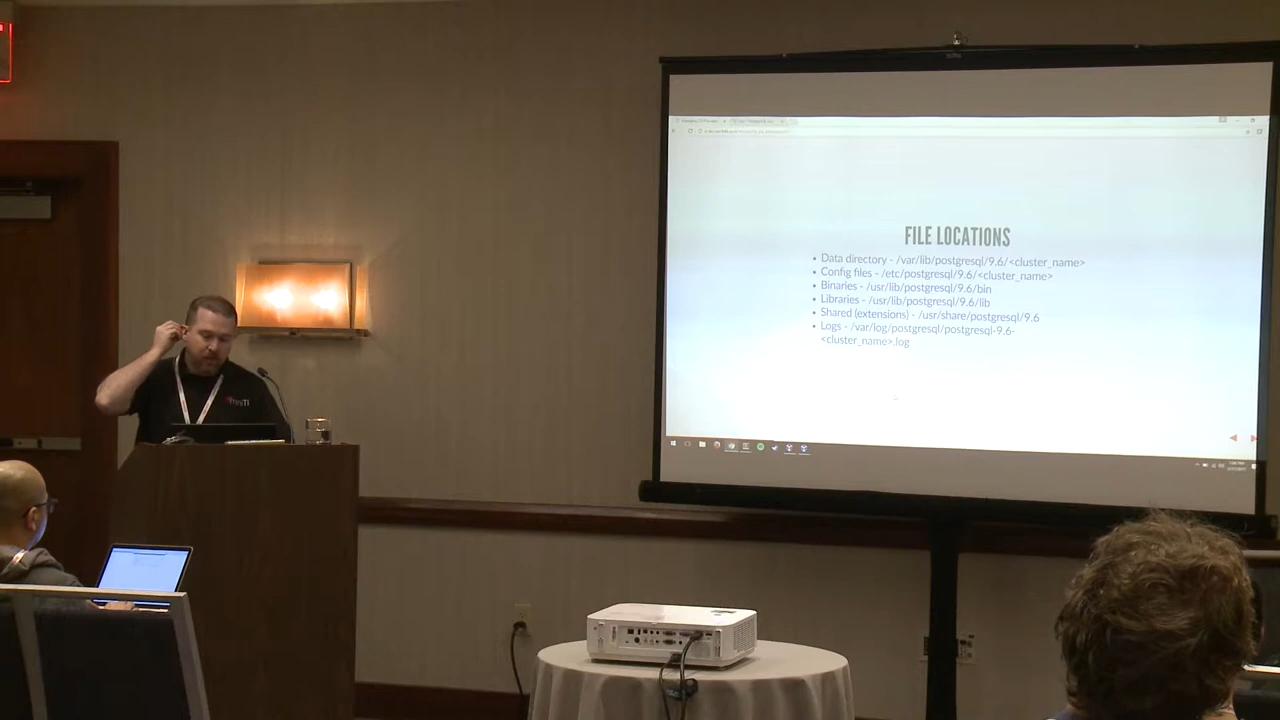 FILE LOCATIONS
• Data directory - /var/lib/postgresql/9.6/<cluster_name>
• Config files - /etc/postgresql/9.6/<cluster_name>
• Binaries - /usr/lib/postgresql/9.6/bin
• Libraries - /usr/lib/postgresql/9.6/lib
• Shared (extensions) - /usr/share/postgresql/9.6
• Logs - /var/log/postgresql/postgresql-9.6-
<cluster_name>.log